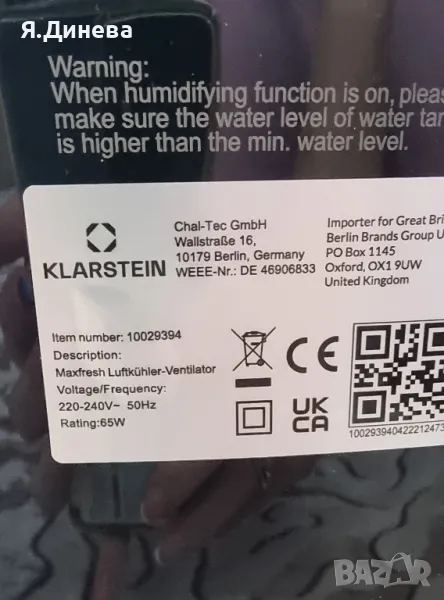 Я.Динева
Warning:
When humidifying function is on, pleas
make sure the water level of water tan
is higher than the min. water level.
KLARSTEIN
Chal-Tec GmbH
Wallstraße 16,
10179 Berlin, Germany
WEEE-Nr.: DE 46906833
Importer for Great Bri
Berlin Brands Group U
PO Box 1145
Oxford, OX1 9UW
United Kingdom
Item number: 10029394
Description:
Maxfresh Luftkühler-Ventilator
Voltage/Frequency:
220-240V~ 50Hz
Rating:65W
CE
UK
CA
100293940422212473
BAZAR.bg